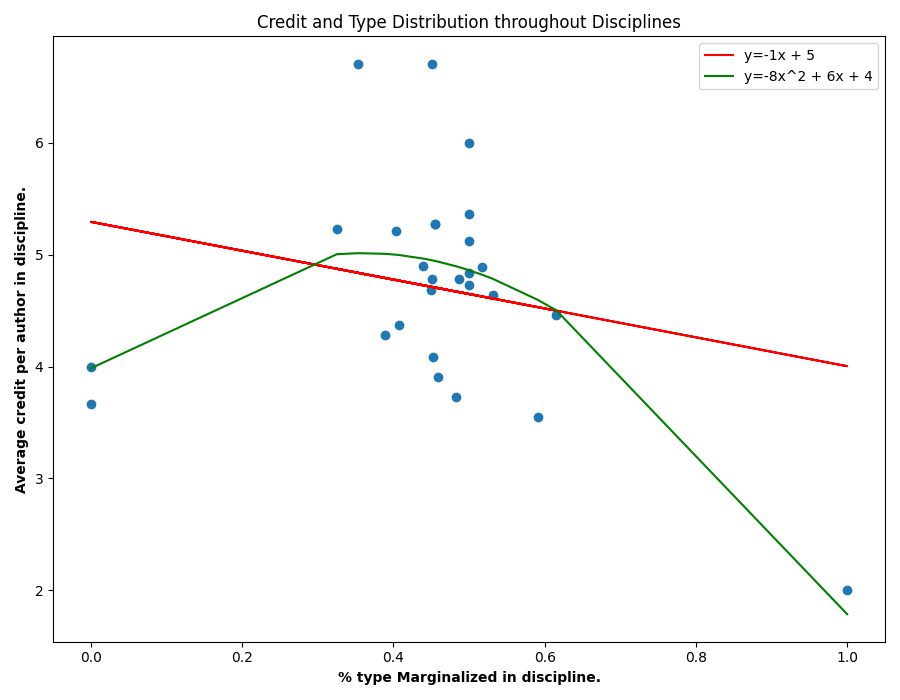 Credit and Type Distribution throughout Disciplines
y=-1x + 5
y=-8x^2 + 6x + 4
Average credit per author in discipline.
6
5
4
3
2
0.0 0.2 0.4 0.6 0.8 1.0
% type Marginalized in discipline.